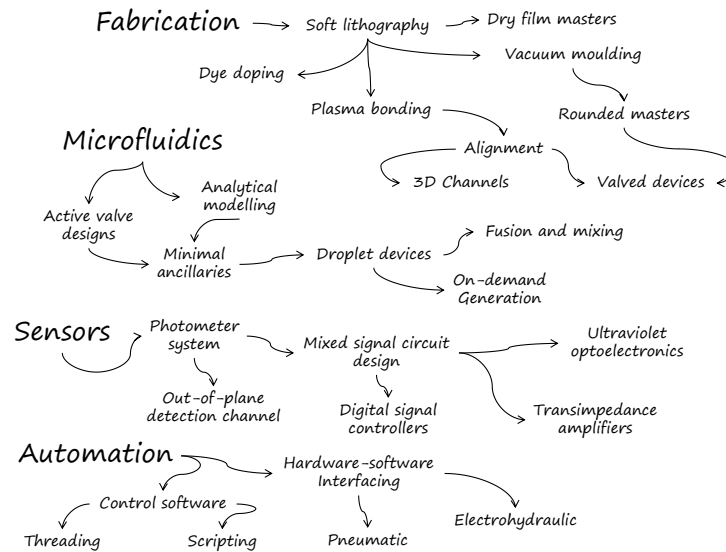 Fabrication
Soft lithography
Dry film masters
Vacuum moulding
Dye doping
Plasma bonding
Rounded masters
Alignment
3D Channels
Valved devices
Microfluidics
Analytical
modelling
Active valve
designs
Minimal
ancillaries
Droplet devices
Fusion and mixing
On-demand
Generation
Sensors
Photometer
system
Mixed signal circuit
design
Ultraviolet
optoelectronics
Out-of-plane
detection channel
Digital signal
controllers
Transimpedance
amplifiers
Automation
Hardware-software
Interfacing
Control software
Threading
Scripting
Pneumatic
Electrohydraulic